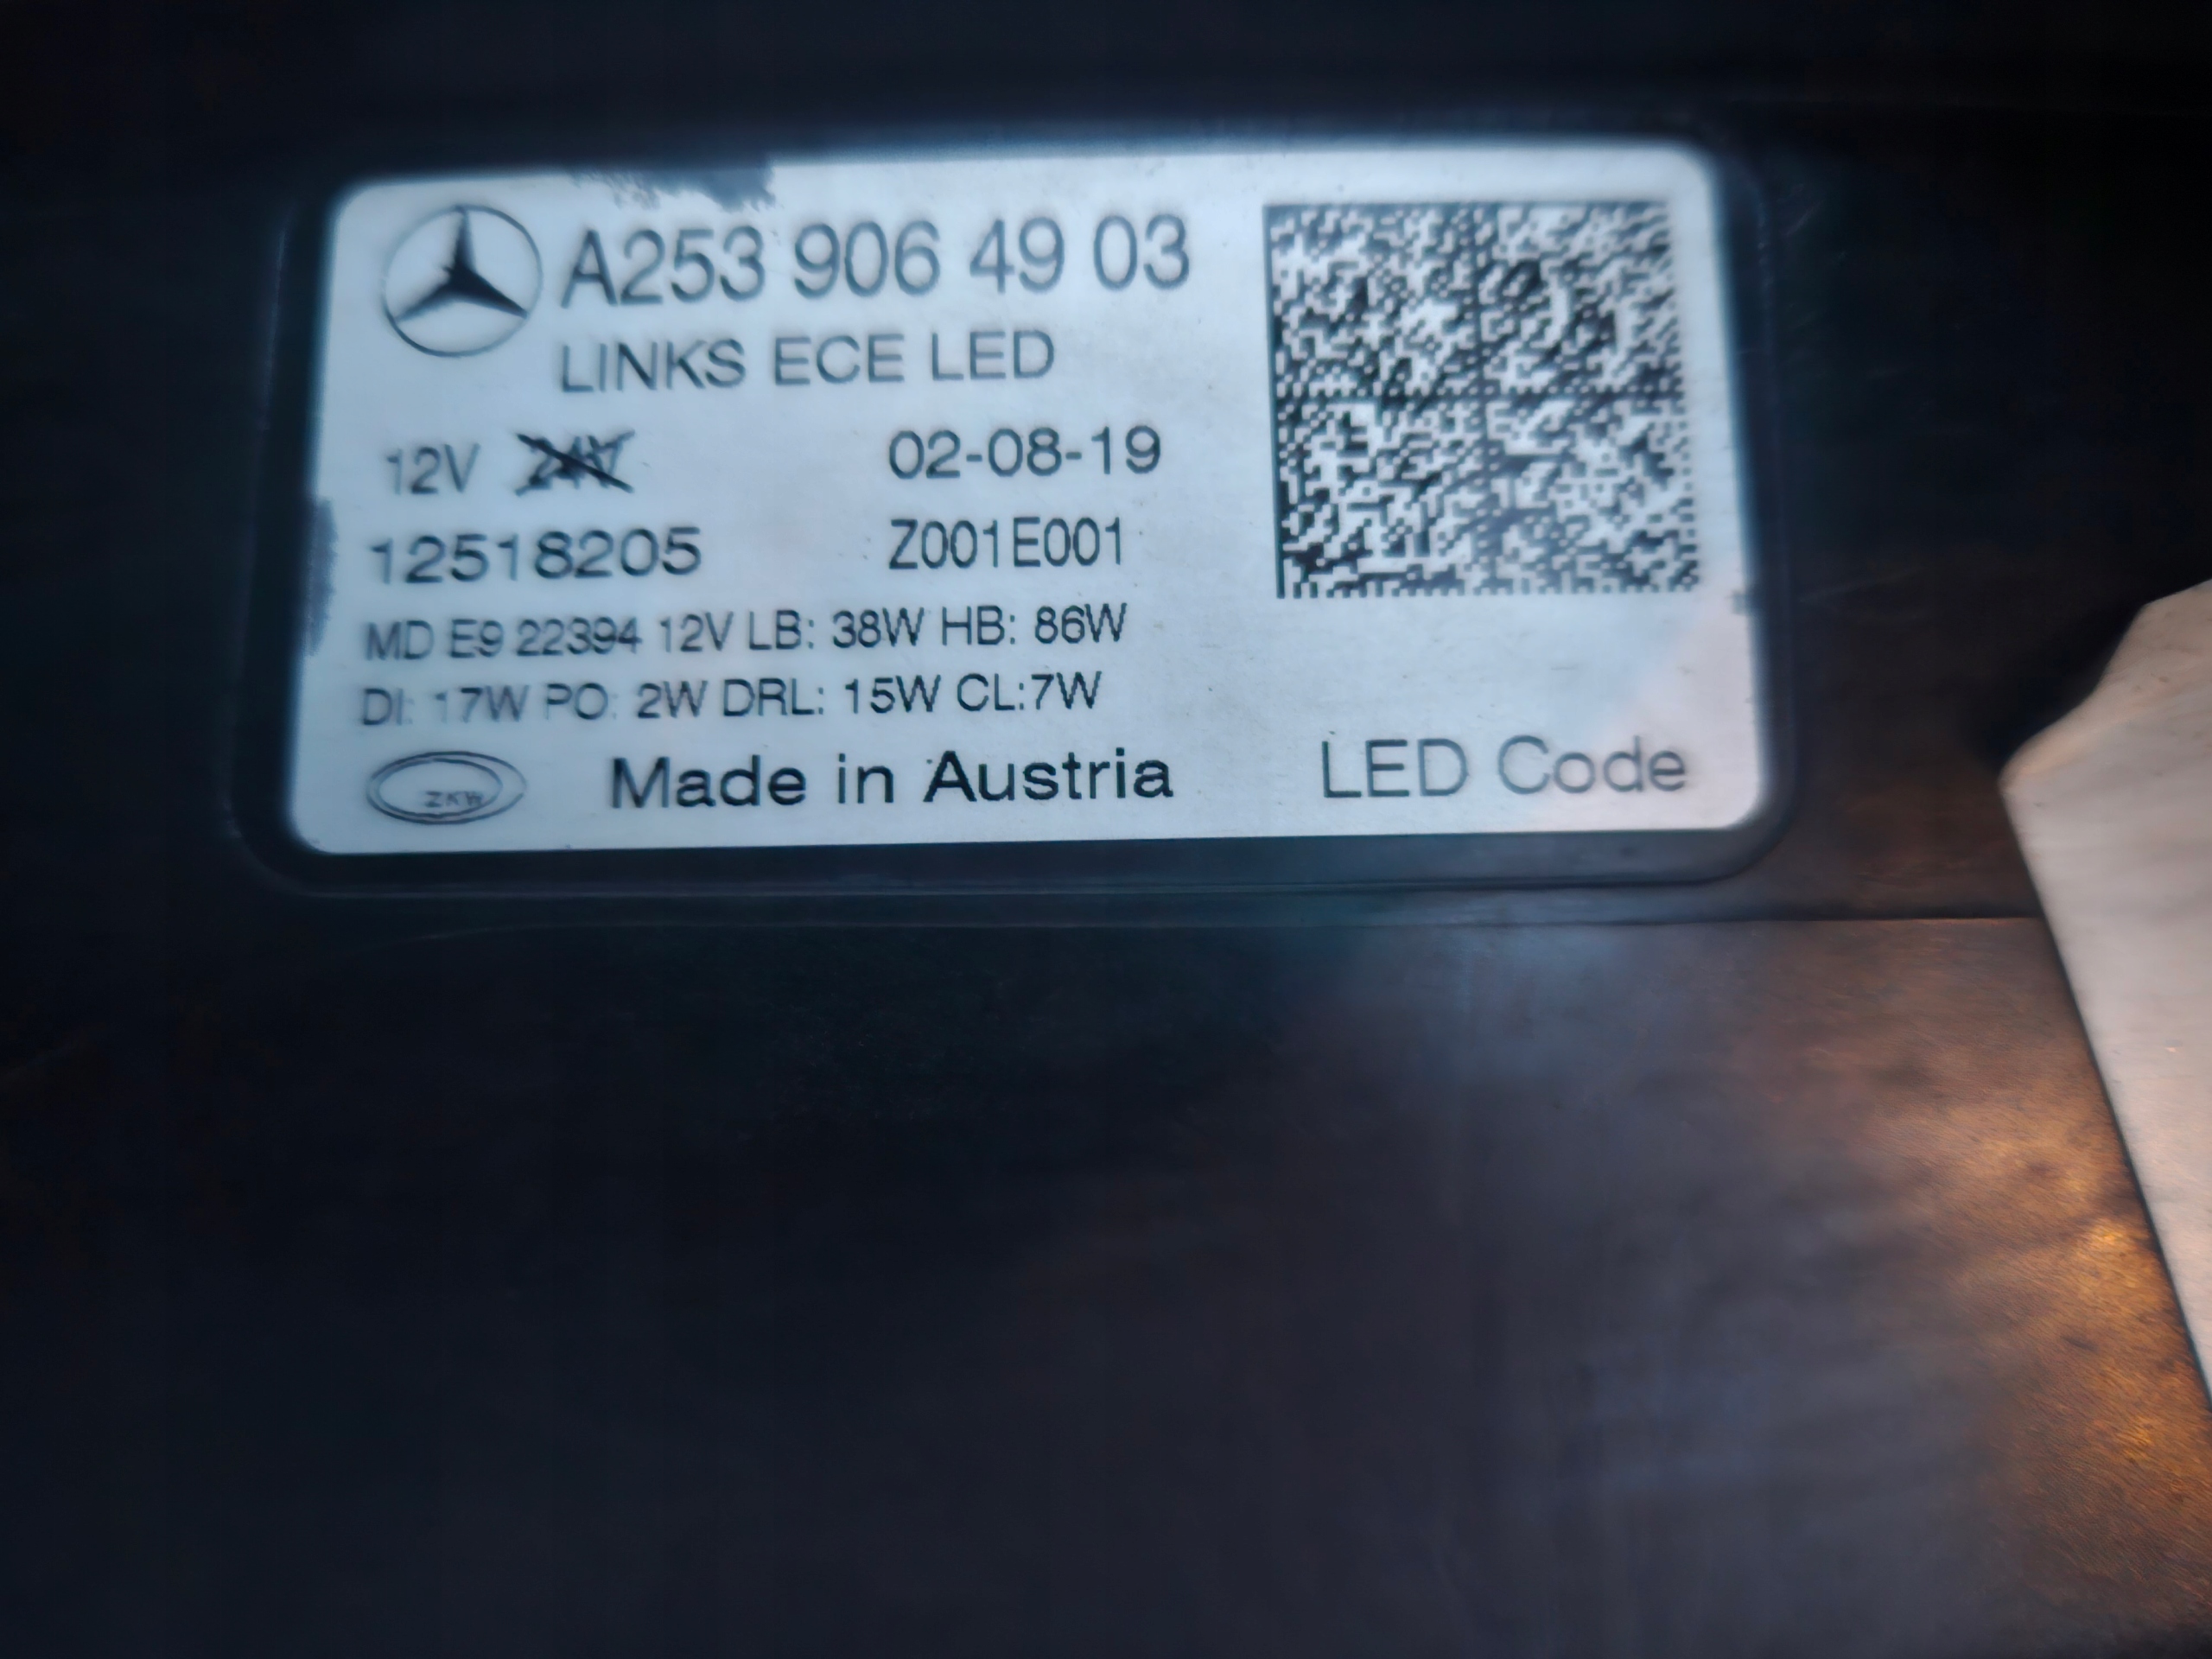 A253 906 49 03
LINKS ECE LED
12V 24V 02-08-19
12518205 Z001E001
MD E9 22394 12V LB: 38W HB: 86W
DI: 17W PO: 2W DRL: 15W CL:7W
ZKW Made in Austria LED Code